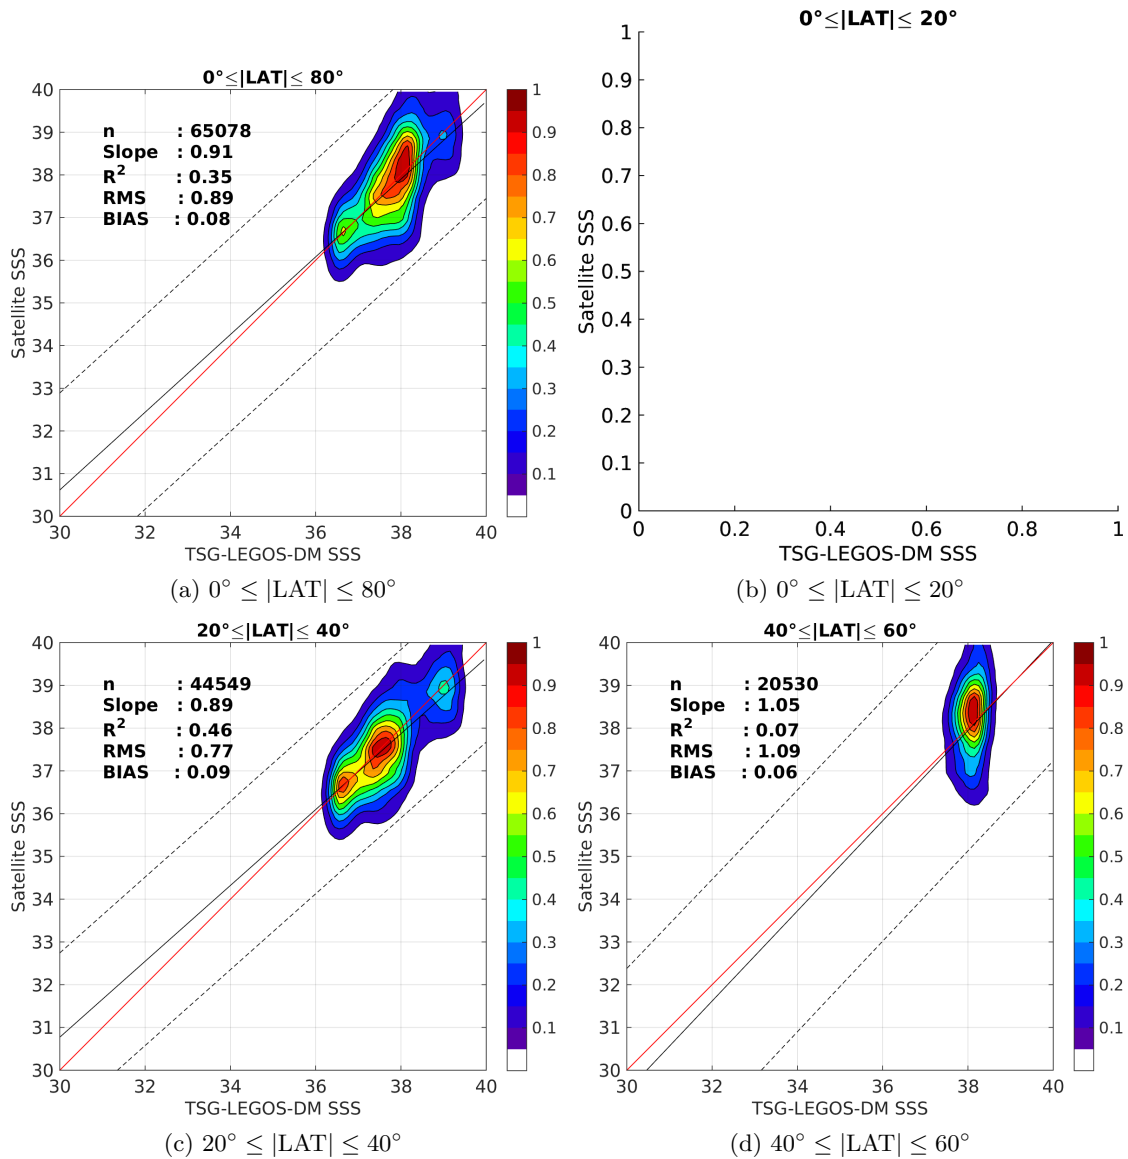 0°≤|LAT|≤ 80°
n : 65078
Slope : 0.91
R² : 0.35
RMS : 0.89
BIAS : 0.08
40
39
38
37
36
35
34
33
32
31
30
30 32 34 36 38 40
Satellite SSS
TSG-LEGOS-DM SSS
1
0.9
0.8
0.7
0.6
0.5
0.4
0.3
0.2
0.1
(a) 0° ≤ |LAT| ≤ 80°
0°≤|LAT|≤ 20°
1
0.9
0.8
0.7
0.6
0.5
0.4
0.3
0.2
0.1
0
0 0.2 0.4 0.6 0.8 1
Satellite SSS
TSG-LEGOS-DM SSS
(b) 0° ≤ |LAT| ≤ 20°
20°≤|LAT|≤ 40°
n : 44549
Slope : 0.89
R² : 0.46
RMS : 0.77
BIAS : 0.09
40
39
38
37
36
35
34
33
32
31
30
30 32 34 36 38 40
Satellite SSS
TSG-LEGOS-DM SSS
1
0.9
0.8
0.7
0.6
0.5
0.4
0.3
0.2
0.1
(c) 20° ≤ |LAT| ≤ 40°
40°≤|LAT|≤ 60°
n : 20530
Slope : 1.05
R² : 0.07
RMS : 1.09
BIAS : 0.06
40
39
38
37
36
35
34
33
32
31
30
30 32 34 36 38 40
Satellite SSS
TSG-LEGOS-DM SSS
1
0.9
0.8
0.7
0.6
0.5
0.4
0.3
0.2
0.1
(d) 40° ≤ |LAT| ≤ 60°